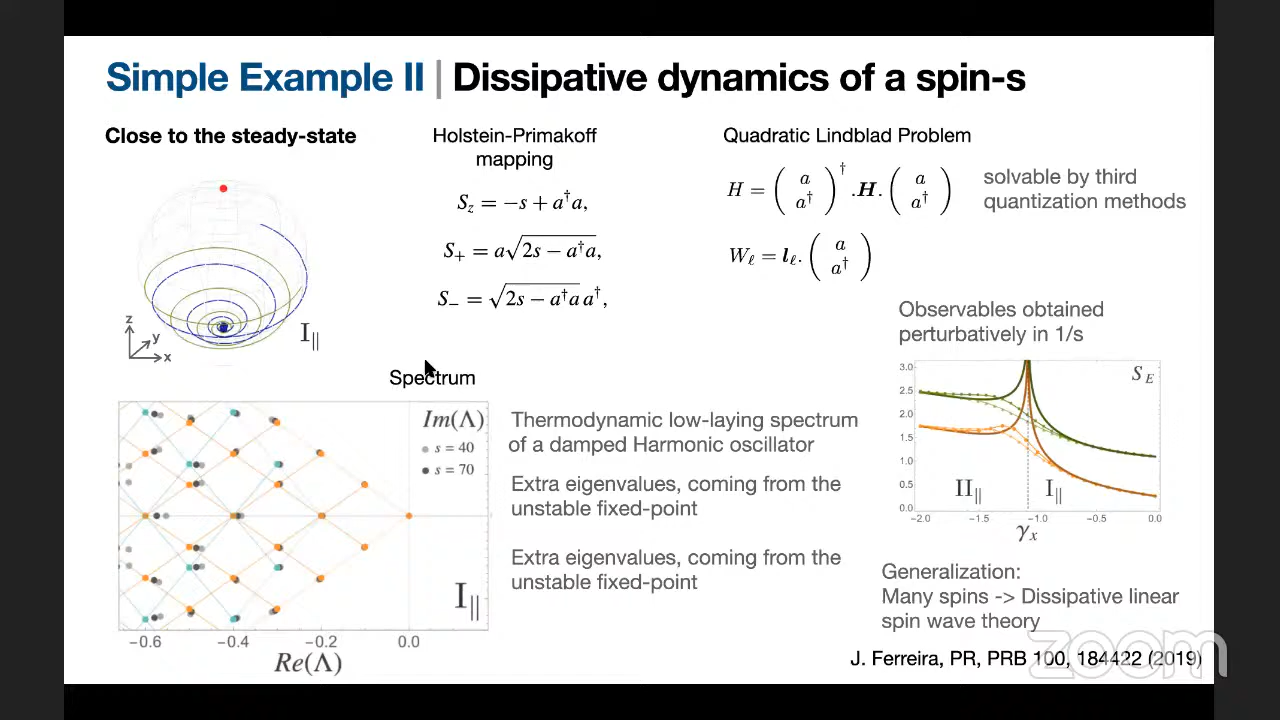 Simple Example II | Dissipative dynamics of a spin-s
Close to the steady-state
z
y
x
I∥
Holstein-Primakoff
mapping
S_z = −s + a†a,
S_+ = a√(2s − a†a),
S_− = √(2s − a†a) a†,
Quadratic Lindblad Problem
H = ( a a† )† .H. ( a a† )
W_ℓ = l_ℓ. ( a a† )
solvable by third
quantization methods
Observables obtained
perturbatively in 1/s
S_E
3.0
2.5
2.0
1.5
1.0
0.5
0.0
II∥
I∥
−2.0 −1.5 −1.0 −0.5 0.0
γ_x
Spectrum
Im(Λ)
s = 40
s = 70
I∥
−0.6 −0.4 −0.2 0.0
Re(Λ)
Thermodynamic low-laying spectrum
of a damped Harmonic oscillator
Extra eigenvalues, coming from the
unstable fixed-point
Extra eigenvalues, coming from the
unstable fixed-point
Generalization:
Many spins -> Dissipative linear
spin wave theory
zoom
J. Ferreira, PR, PRB 100, 184422 (2019)